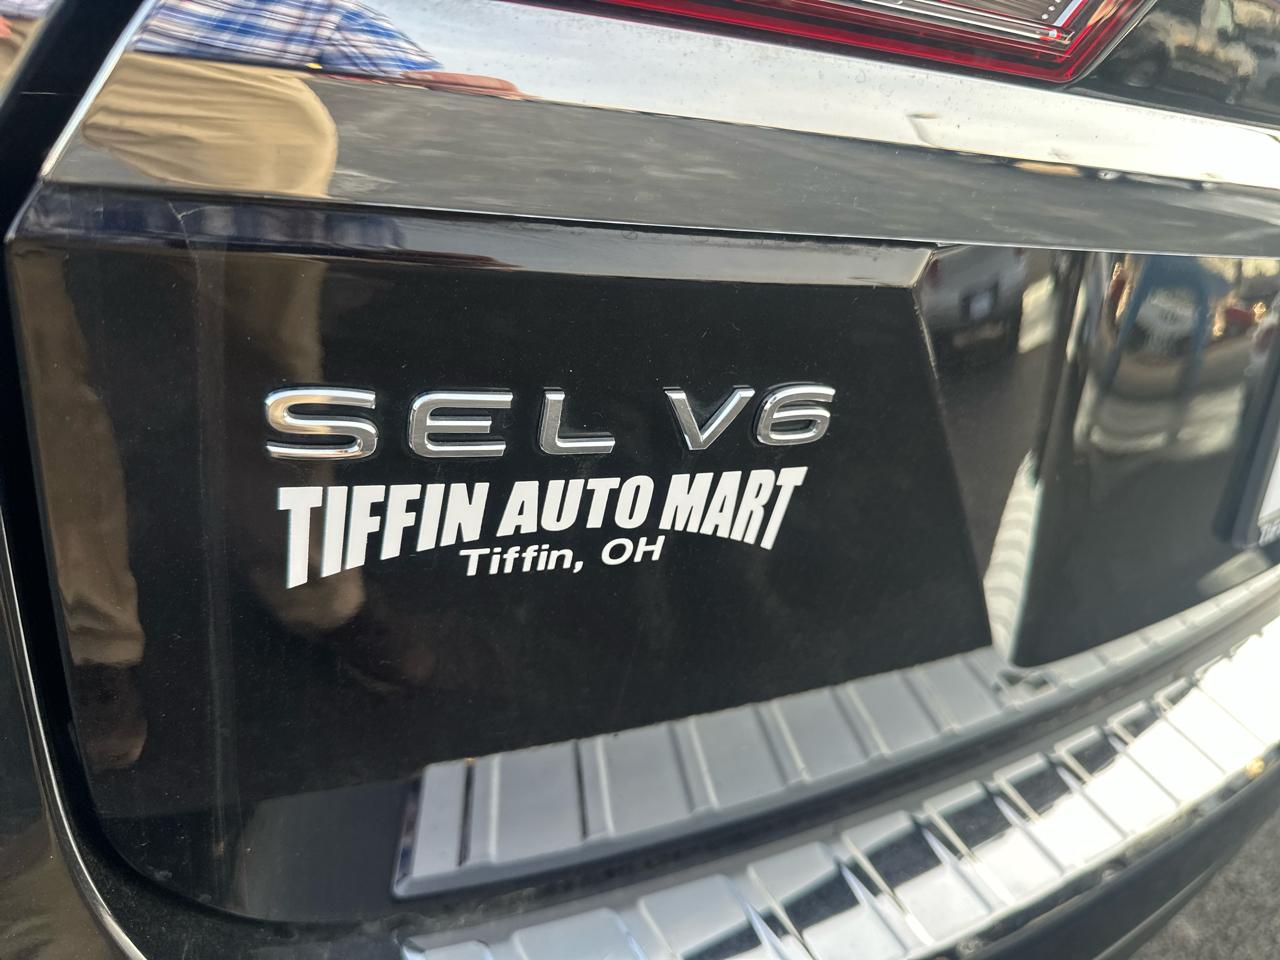 SEL V6
TIFFIN AUTO MART
Tiffin, OH